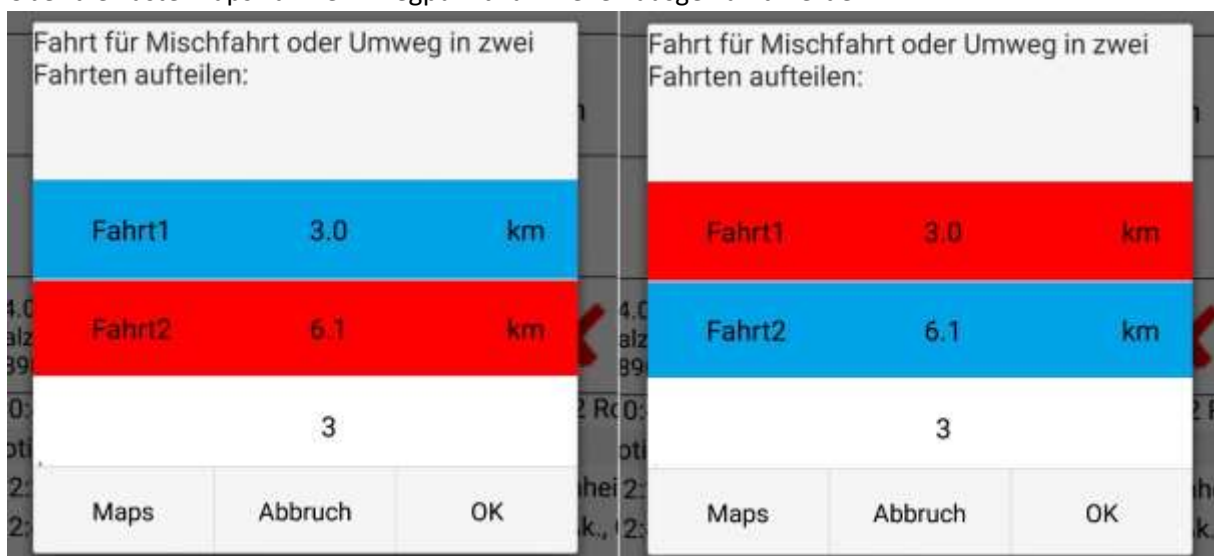 Fahrt für Mischfahrt oder Umweg in zwei
Fahrten aufteilen:
Fahrt1 3.0 km
Fahrt2 6.1 km
3
Maps Abbruch OK
Fahrt für Mischfahrt oder Umweg in zwei
Fahrten aufteilen:
Fahrt1 3.0 km
Fahrt2 6.1 km
3
Maps Abbruch OK